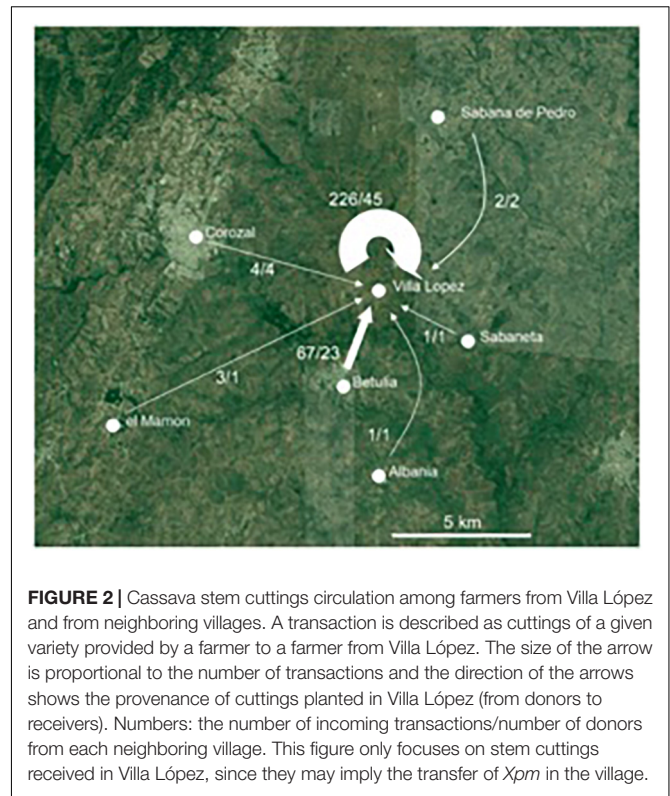 Sabana de Pedro
226/45
2/2
Corozal
4/4
Villa Lopez
1/1
Sabaneta
67/23
3/1
Betulia
el Mamon
1/1
Albania
5 km
FIGURE 2 | Cassava stem cuttings circulation among farmers from Villa López
and from neighboring villages. A transaction is described as cuttings of a given
variety provided by a farmer to a farmer from Villa López. The size of the arrow
is proportional to the number of transactions and the direction of the arrows
shows the provenance of cuttings planted in Villa López (from donors to
receivers). Numbers: the number of incoming transactions/number of donors
from each neighboring village. This figure only focuses on stem cuttings
received in Villa López, since they may imply the transfer of Xpm in the village.